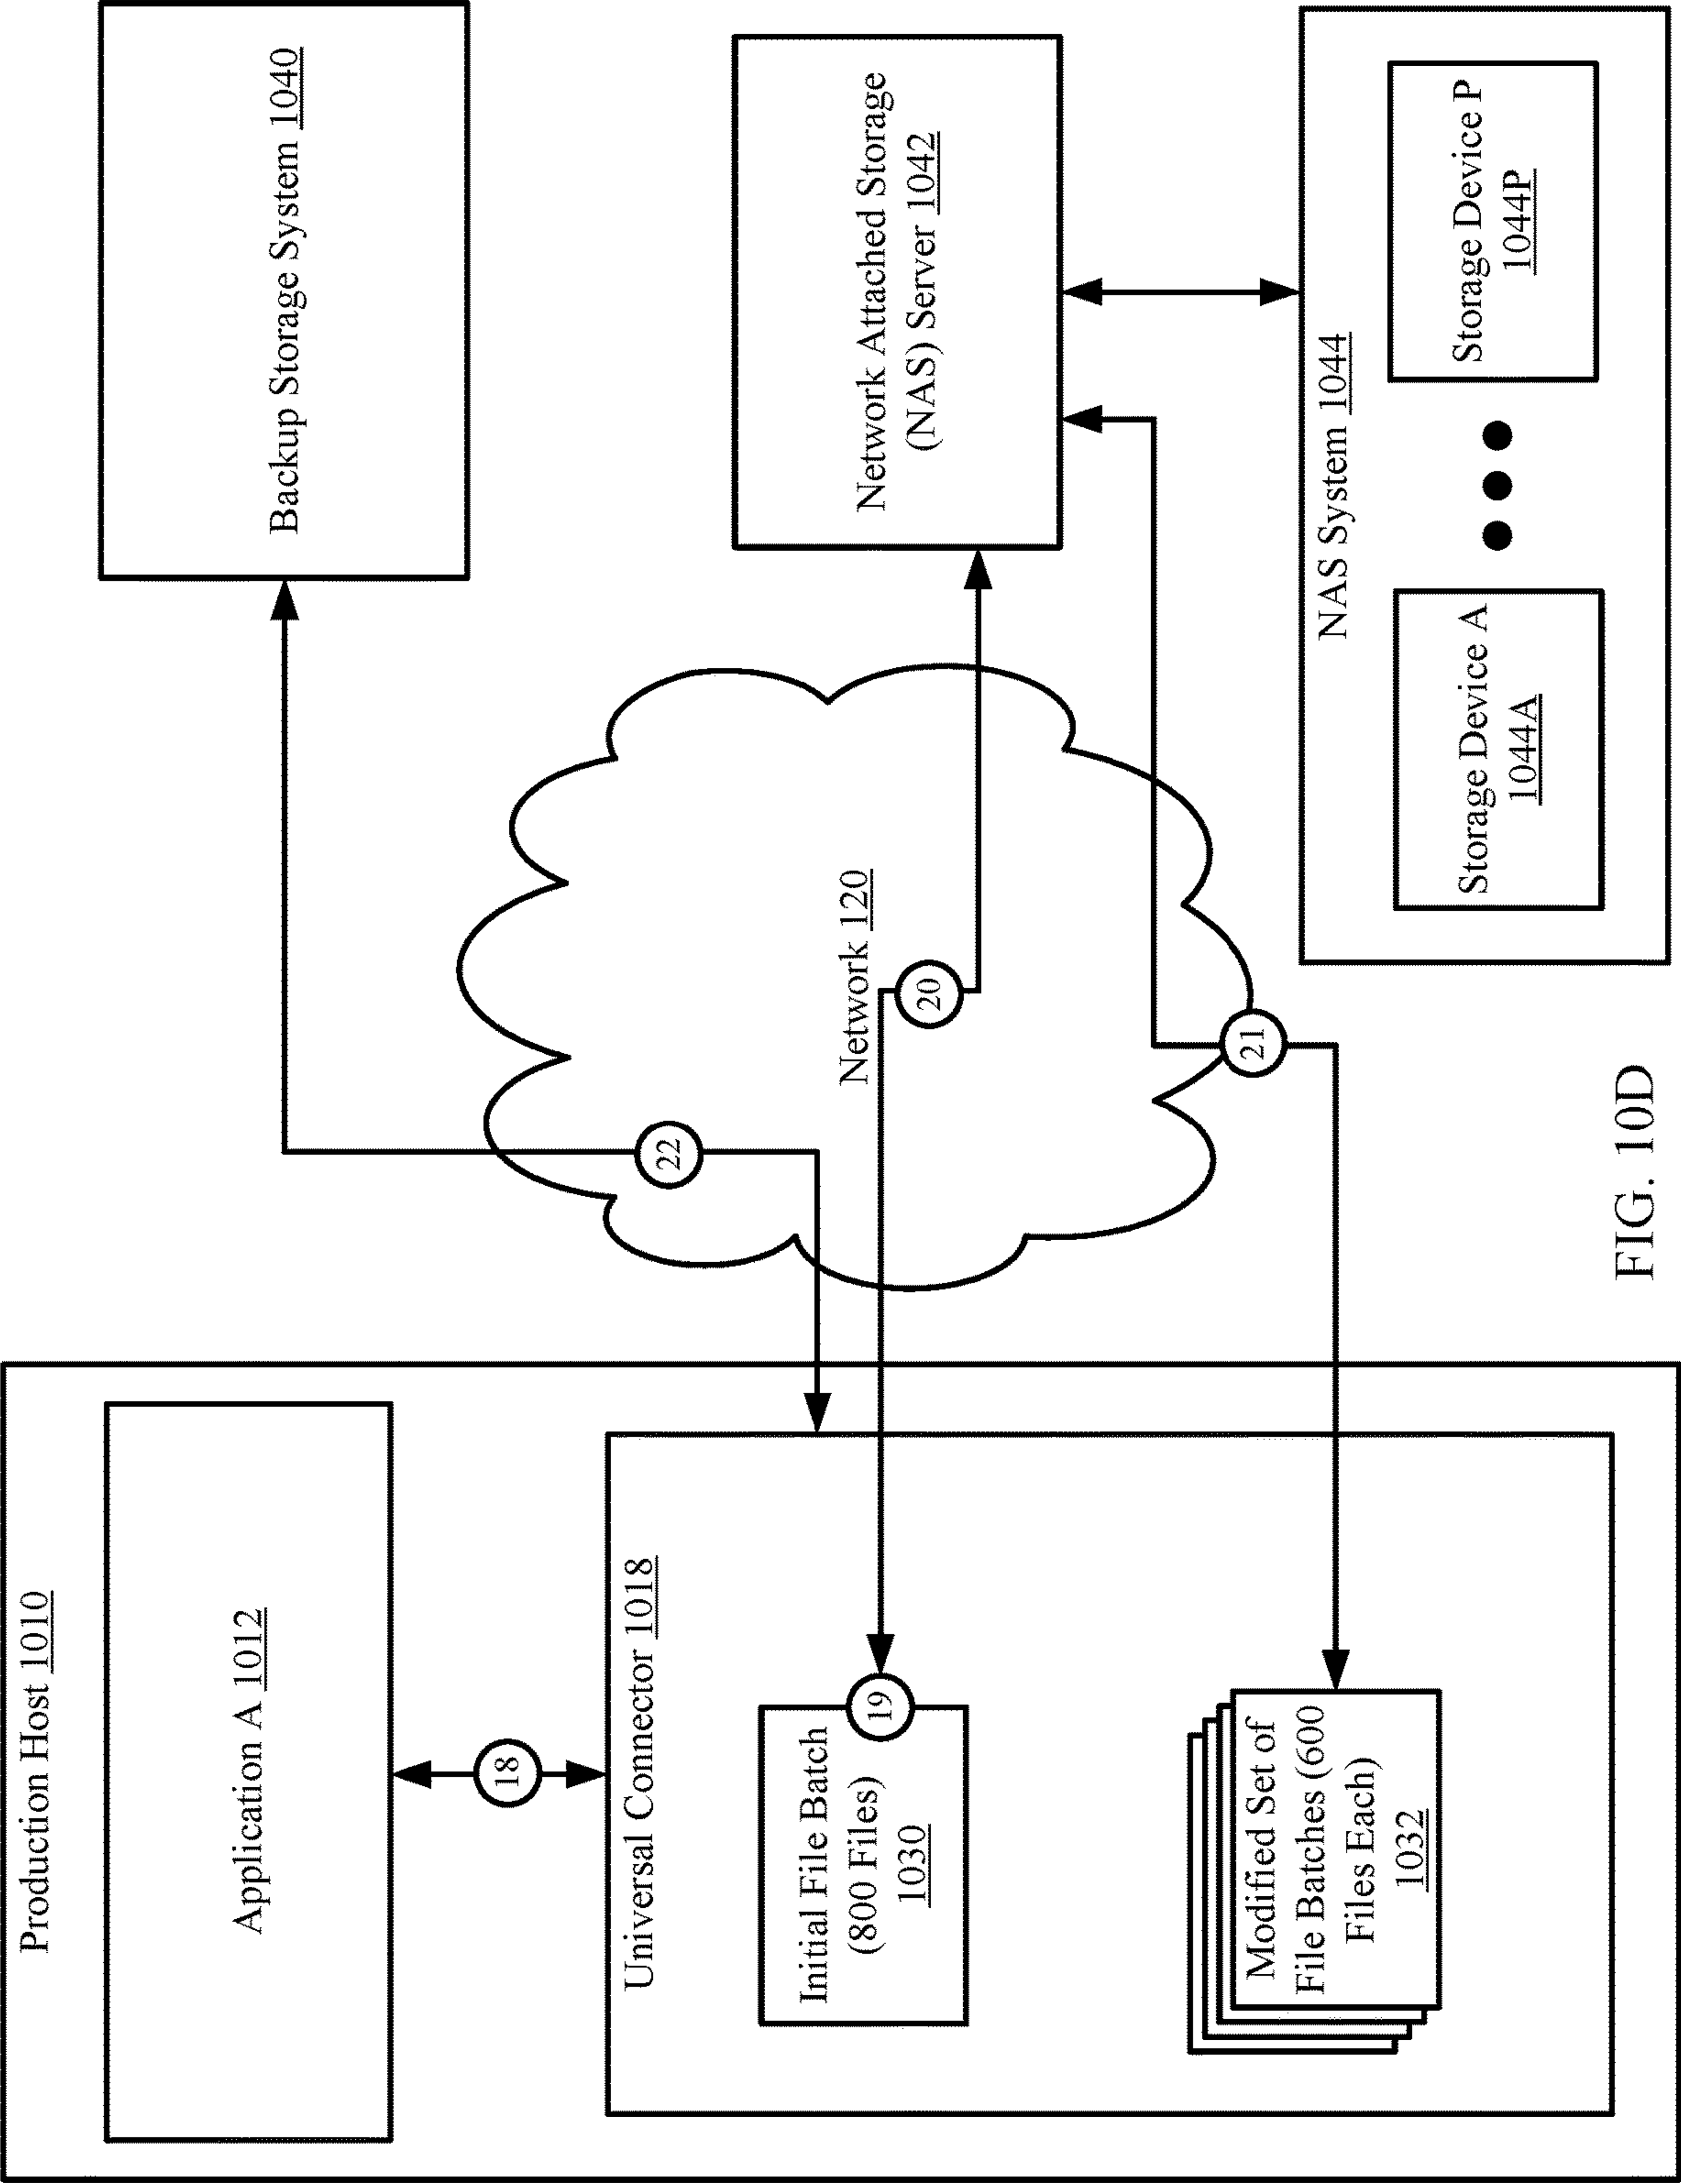 Production Host 1010
Application A 1012
18
Universal Connector 1018
Initial File Batch
(800 Files)
1030
19
Modified Set of
File Batches (600
Files Each)
1032
22
Network 120
20
21
Backup Storage System 1040
Network Attached Storage
(NAS) Server 1042
NAS System 1044
Storage Device A
1044A
Storage Device P
1044P
FIG. 10D